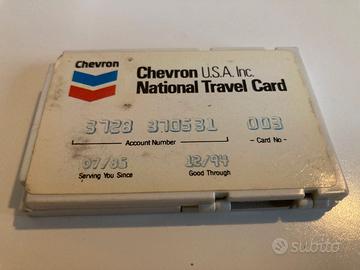 Chevron
Chevron U.S.A. Inc.
National Travel Card
3728 370531 003
Account Number
Card No
07/85 12/94
Serving You Since
Good Through
subito